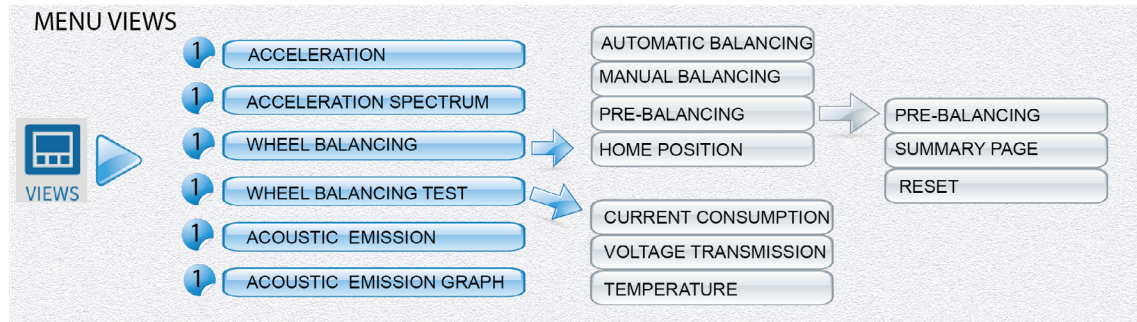 MENU VIEWS
VIEWS
1 ACCELERATION
1 ACCELERATION SPECTRUM
1 WHEEL BALANCING
1 WHEEL BALANCING TEST
1 ACOUSTIC EMISSION
1 ACOUSTIC EMISSION GRAPH
AUTOMATIC BALANCING
MANUAL BALANCING
PRE-BALANCING
HOME POSITION
CURRENT CONSUMPTION
VOLTAGE TRANSMISSION
TEMPERATURE
PRE-BALANCING
SUMMARY PAGE
RESET